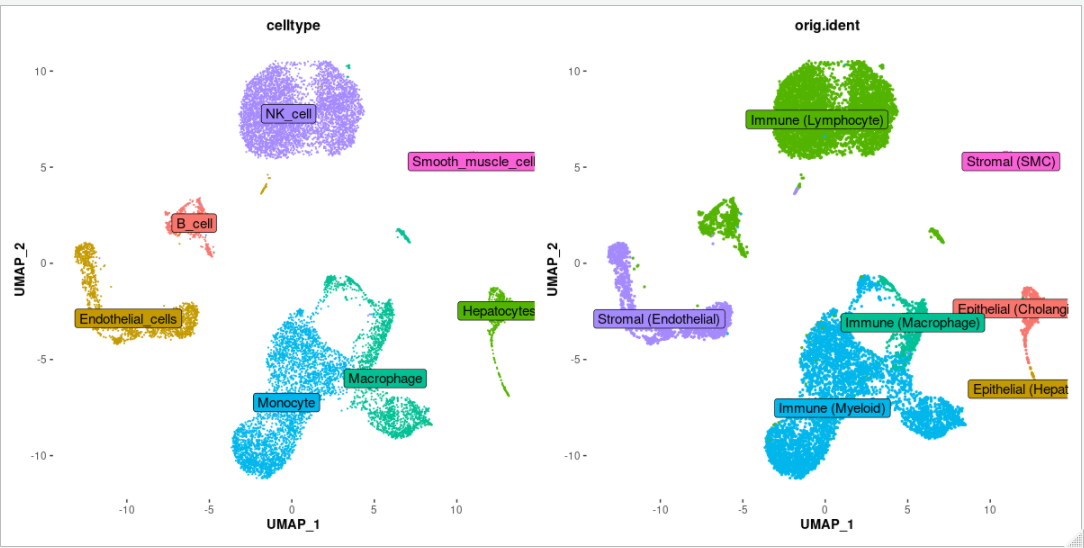 celltype
orig.ident
10
5
0
-5
-10
UMAP_2
NK_cell
Smooth_muscle_cell
B_cell
Endothelial_cells
Hepatocytes
Macrophage
Monocyte
-10
-5
0
5
10
UMAP_1
10
5
0
-5
-10
UMAP_2
Immune (Lymphocyte)
Stromal (SMC)
Stromal (Endothelial)
Epithelial (Cholangi
Immune (Macrophage)
Epithelial (Hepat
Immune (Myeloid)
-10
-5
0
5
10
UMAP_1